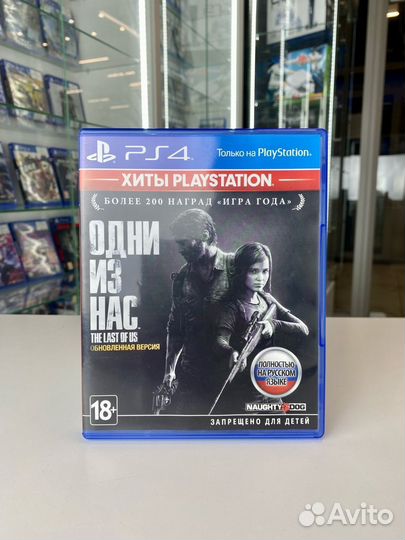 PS4
Только на PlayStation.
ХИТЫ PLAYSTATION
БОЛЕЕ 200 НАГРАД «ИГРА ГОДА»
ОДНИ
ИЗ
НАС
THE LAST OF US
ОБНОВЛЕННАЯ ВЕРСИЯ
ПОЛНОСТЬЮ
НА РУССКОМ
ЯЗЫКЕ
18+
NAUGHTY DOG
ЗАПРЕЩЕНО ДЛЯ ДЕТЕЙ
Avito